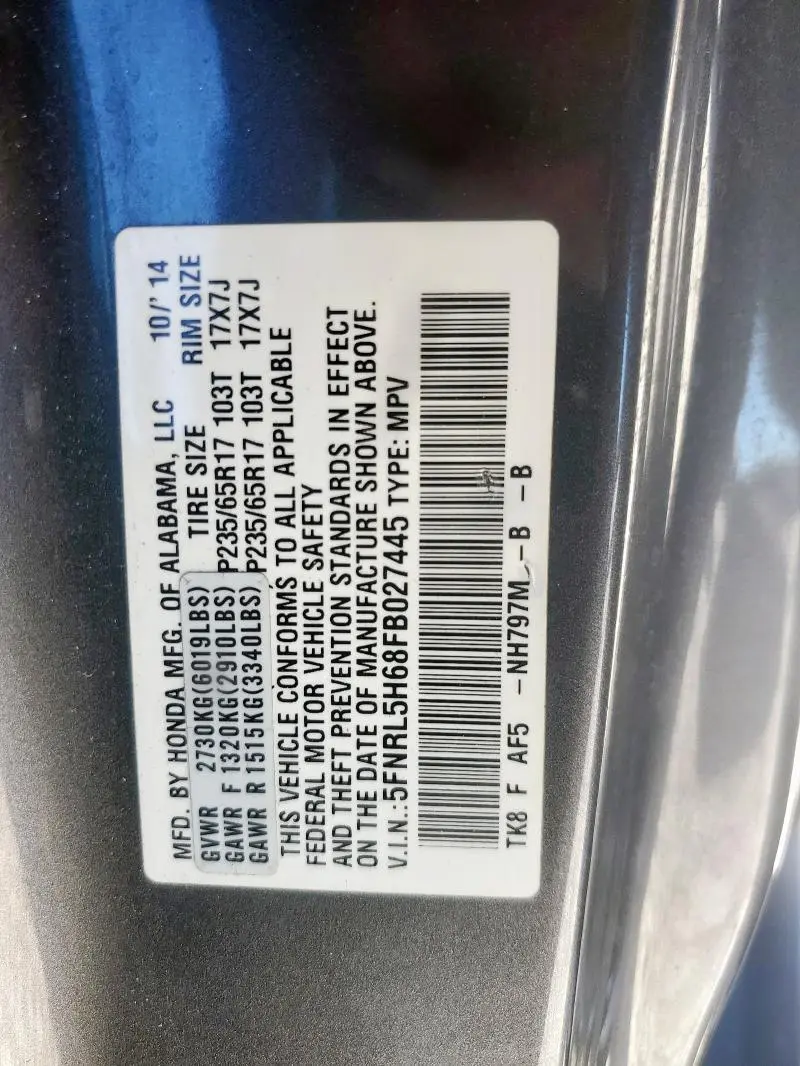 MFD. BY HONDA MFG. OF ALABAMA, LLC 10/'14
GVWR 2730KG(6019LBS) TIRE SIZE RIM SIZE
GAWR F 1320KG(2910LBS) P235/65R17 103T 17X7J
GAWR R 1515KG(3340LBS) P235/65R17 103T 17X7J
THIS VEHICLE CONFORMS TO ALL APPLICABLE
FEDERAL MOTOR VEHICLE SAFETY
AND THEFT PREVENTION STANDARDS IN EFFECT
ON THE DATE OF MANUFACTURE SHOWN ABOVE.
V.I.N.:5FNRL5H68FB027445 TYPE: MPV
TK8 F AF5 -NH797M -B -B